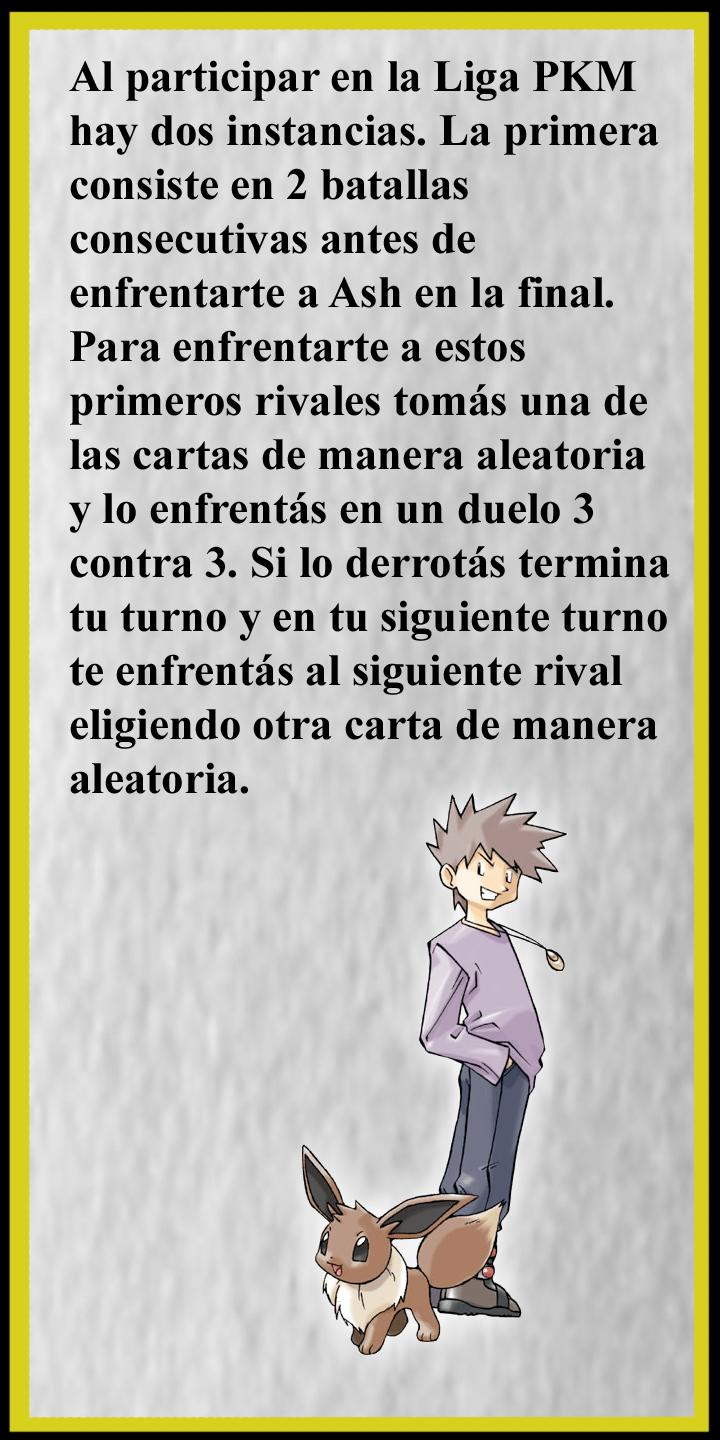 Al participar en la Liga PKM
hay dos instancias. La primera
consiste en 2 batallas
consecutivas antes de
enfrentarte a Ash en la final.
Para enfrentarte a estos
primeros rivales tomás una de
las cartas de manera aleatoria
y lo enfrentás en un duelo 3
contra 3. Si lo derrotás termina
tu turno y en tu siguiente turno
te enfrentás al siguiente rival
eligiendo otra carta de manera
aleatoria.